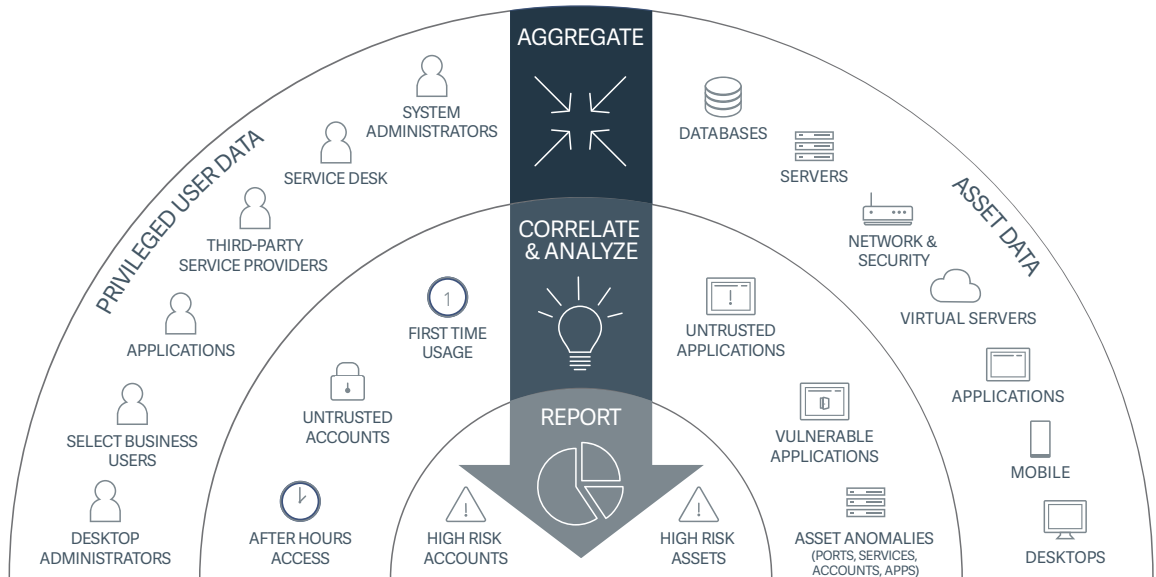 AGGREGATE
SYSTEM
ADMINISTRATORS
SERVICE DESK
THIRD-PARTY
SERVICE PROVIDERS
PRIVILEGED USER DATA
APPLICATIONS
SELECT BUSINESS
USERS
DESKTOP
ADMINISTRATORS
DATABASES
SERVERS
NETWORK &
SECURITY
ASSET DATA
VIRTUAL SERVERS
APPLICATIONS
MOBILE
DESKTOPS
CORRELATE
& ANALYZE
1
FIRST TIME
USAGE
UNTRUSTED
ACCOUNTS
AFTER HOURS
ACCESS
!
UNTRUSTED
APPLICATIONS
VULNERABLE
APPLICATIONS
ASSET ANOMALIES
(PORTS, SERVICES,
ACCOUNTS, APPS)
REPORT
!
HIGH RISK
ACCOUNTS
!
HIGH RISK
ASSETS